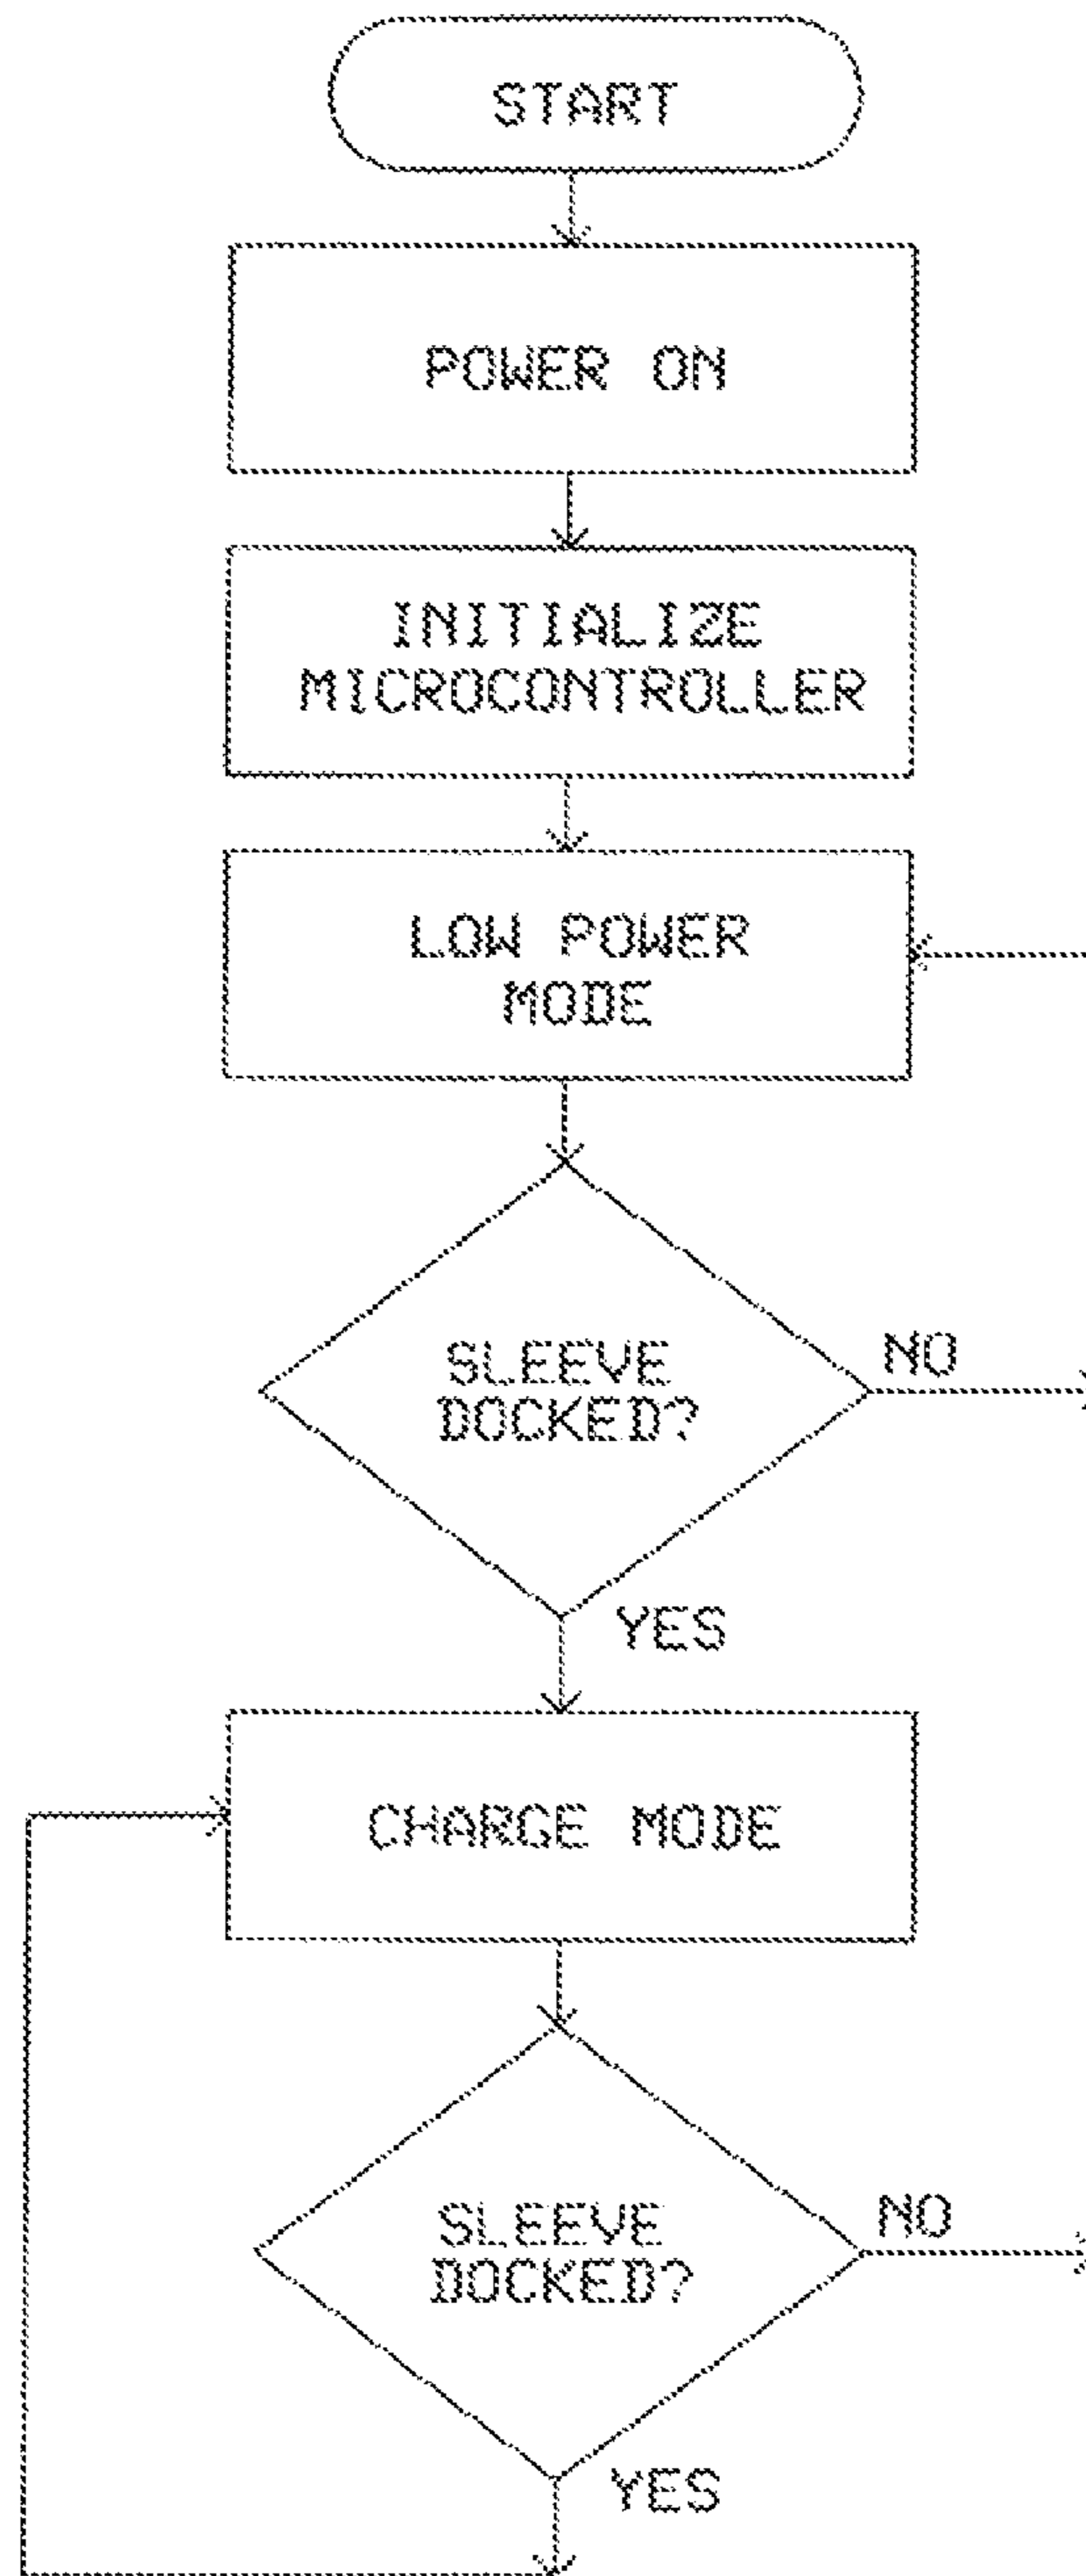 START
POWER ON
INITIALIZE
MICROCONTROLLER
LOW POWER
MODE
SLEEVE
DOCKED?
NO
YES
CHARGE MODE
SLEEVE
DOCKED?
NO
YES